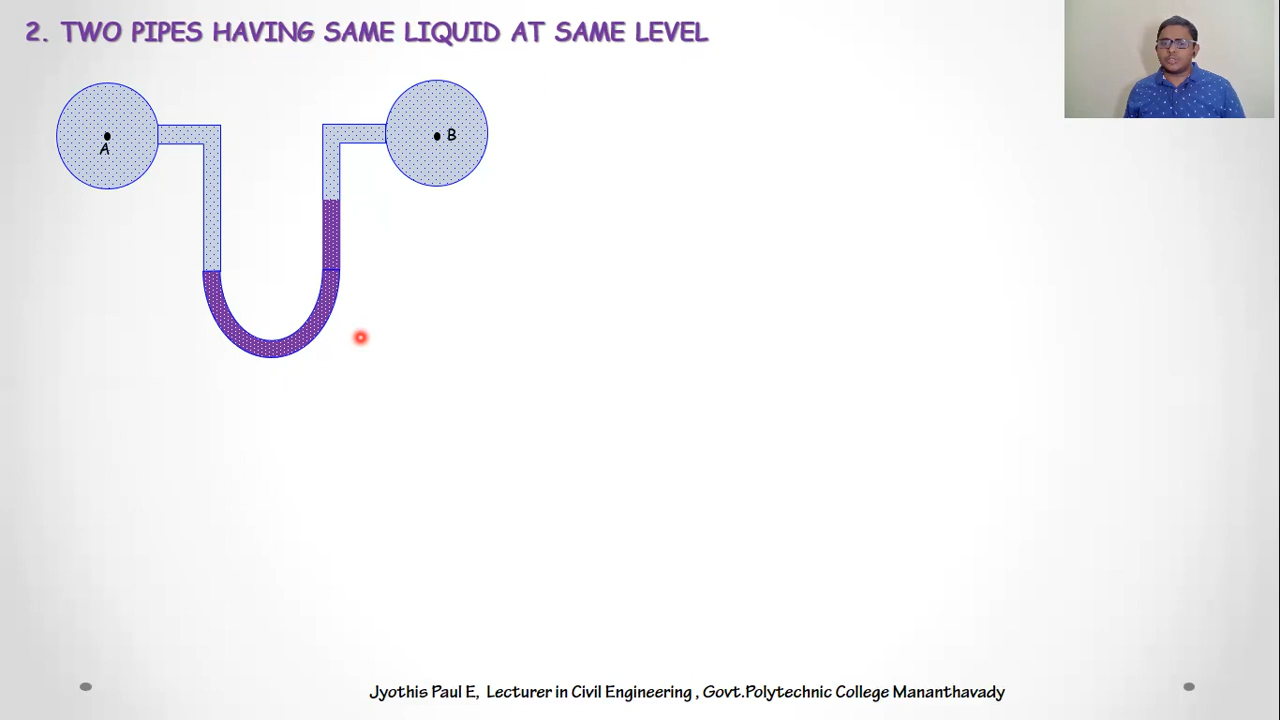 2. TWO PIPES HAVING SAME LIQUID AT SAME LEVEL
A
B
Jyothis Paul E, Lecturer in Civil Engineering , Govt.Polytechnic College Mananthavady